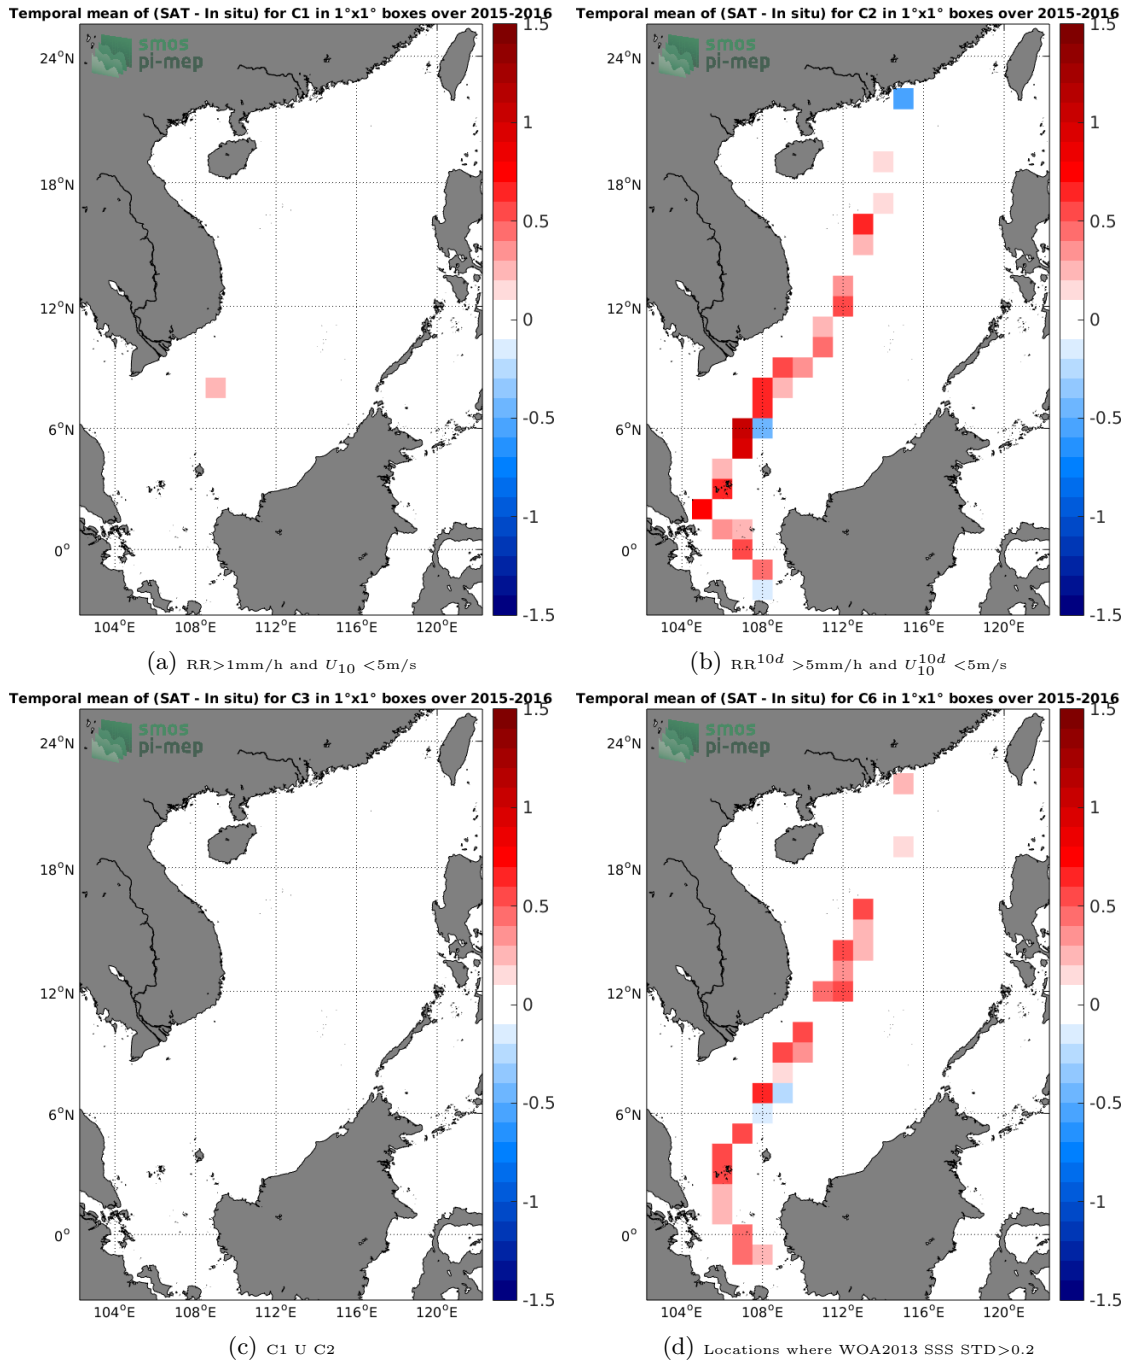 Temporal mean of (SAT - In situ) for C1 in 1°x1° boxes over 2015-2016
smos
pi-mep
24°N
18°N
12°N
6°N
0°
104°E
108°E
112°E
116°E
120°E
1.5
1
0.5
0
-0.5
-1
-1.5
(a) RR>1mm/h and U10 <5m/s
Temporal mean of (SAT - In situ) for C2 in 1°x1° boxes over 2015-2016
smos
pi-mep
24°N
18°N
12°N
6°N
0°
104°E
108°E
112°E
116°E
120°E
1.5
1
0.5
0
-0.5
-1
-1.5
(b) RR10d >5mm/h and U10d10 <5m/s
Temporal mean of (SAT - In situ) for C3 in 1°x1° boxes over 2015-2016
smos
pi-mep
24°N
18°N
12°N
6°N
0°
104°E
108°E
112°E
116°E
120°E
1.5
1
0.5
0
-0.5
-1
-1.5
(c) C1 U C2
Temporal mean of (SAT - In situ) for C6 in 1°x1° boxes over 2015-2016
smos
pi-mep
24°N
18°N
12°N
6°N
0°
104°E
108°E
112°E
116°E
120°E
1.5
1
0.5
0
-0.5
-1
-1.5
(d) Locations where WOA2013 SSS STD>0.2